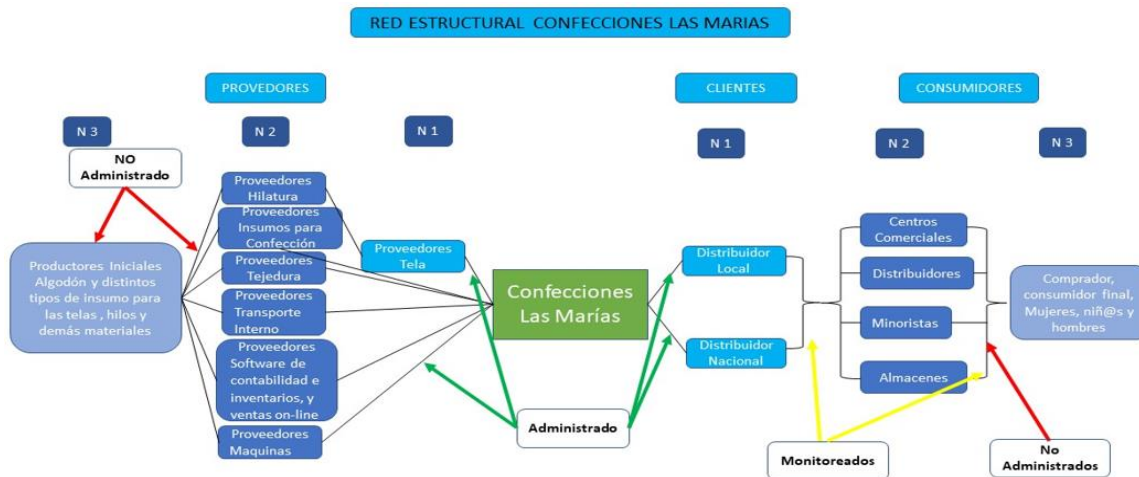 RED ESTRUCTURAL CONFECCIONES LAS MARIAS
PROVEDORES
CLIENTES
CONSUMIDORES
N 3
N 2
N 1
N 1
N 2
N 3
NO
Administrado
Productores Iniciales
Algodón y distintos
tipos de insumo para
las telas , hilos y
demás materiales
Proveedores
Hilatura
Proveedores
Insumos para
Confección
Proveedores
Tejedura
Proveedores
Transporte
Interno
Proveedores
Software de
contabilidad e
inventarios, y
ventas on-line
Proveedores
Maquinas
Proveedores
Tela
Confecciones
Las Marías
Distribuidor
Local
Distribuidor
Nacional
Centros
Comerciales
Distribuidores
Minoristas
Almacenes
Comprador,
consumidor final,
Mujeres, niñ@s y
hombres
Administrado
Monitoreados
No
Administrados